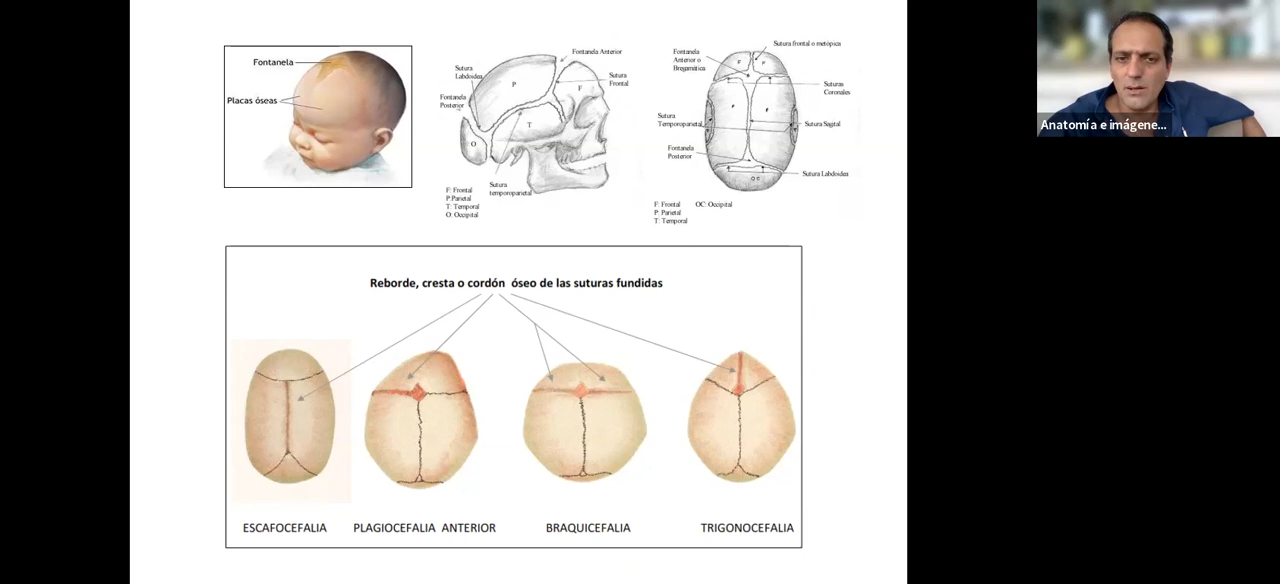 Fontanela
Placas óseas
Fontanela Anterior
Sutura
Labdoidea
Sutura
Frontal
Fontanela
Posterior
P
F
T
O
Sutura
temporoparietal
F: Frontal
P:Parietal
T: Temporal
O: Occipital
Sutura frontal o metópica
Fontanela
Anterior o
Bregmática
F
F
Suturas
Coronales
P
P
Sutura
Temporoparietal
Sutura Sagital
Fontanela
Posterior
Sutura Labdoidea
OC
F: Frontal OC: Occipital
P: Parietal
T: Temporal
Anatomía e imágene...
Reborde, cresta o cordón óseo de las suturas fundidas
ESCAFOCEFALIA
PLAGIOCEFALIA ANTERIOR
BRAQUICEFALIA
TRIGONOCEFALIA